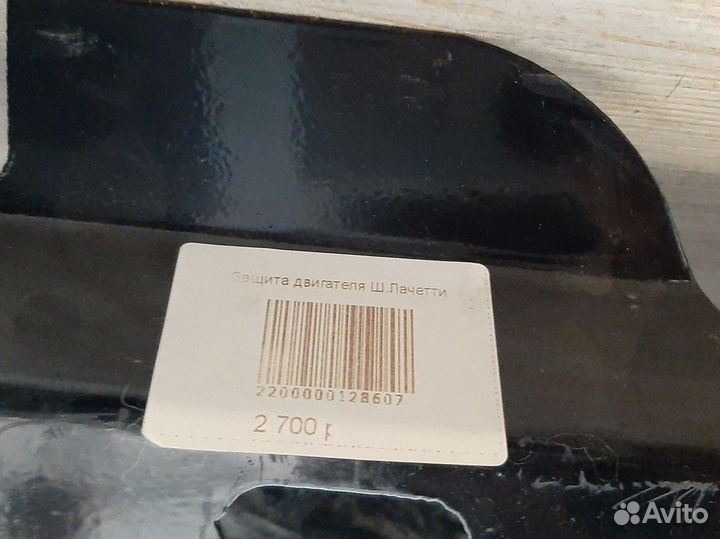 Защита двигателя Ш.Лачетти
2200000128607
2 700 р
Avito